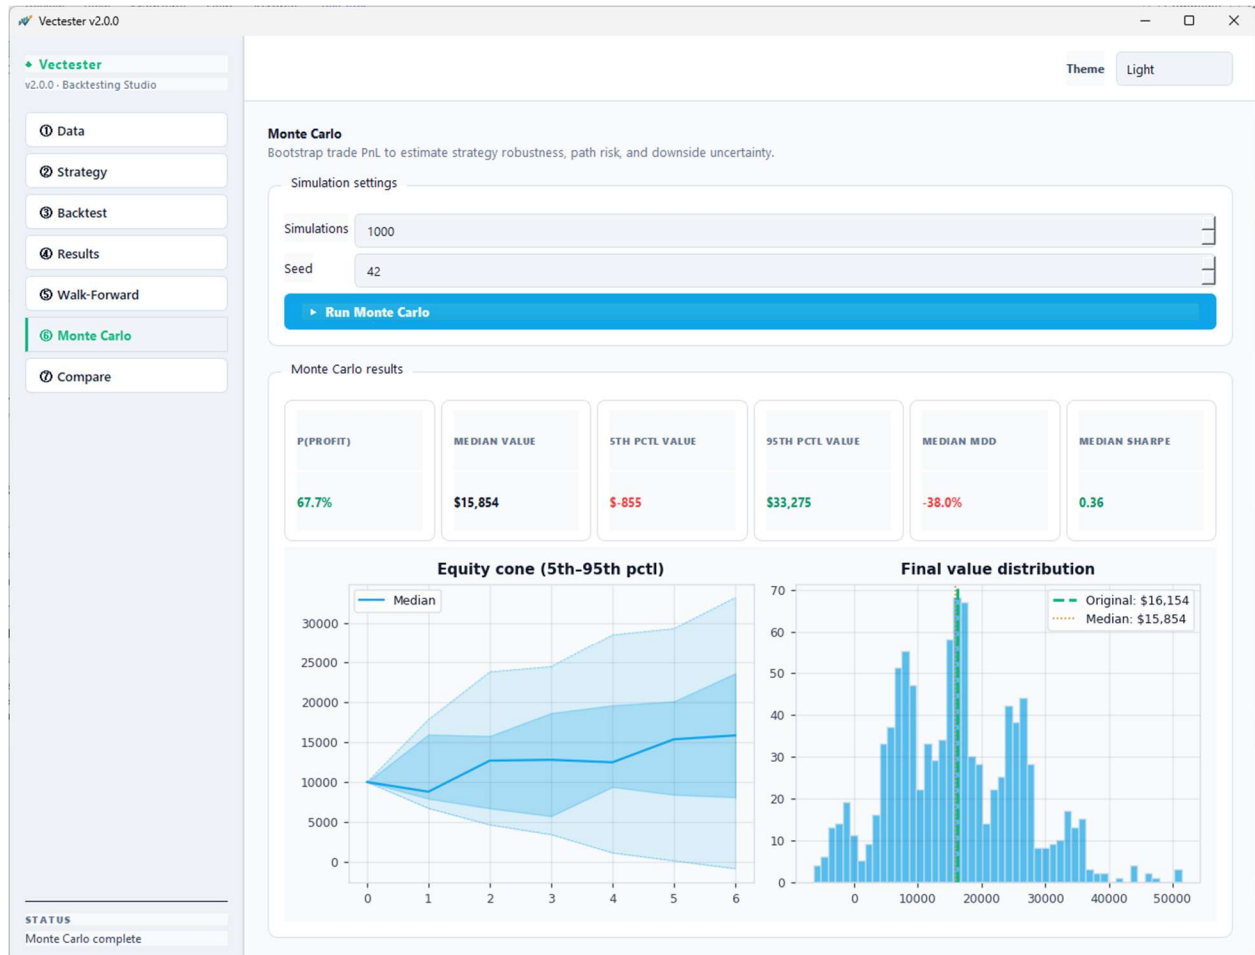 Vectester v2.0.0
Vectester
v2.0.0 · Backtesting Studio
① Data
② Strategy
③ Backtest
④ Results
⑤ Walk-Forward
⑥ Monte Carlo
⑦ Compare
STATUS
Monte Carlo complete
Theme Light
Monte Carlo
Bootstrap trade PnL to estimate strategy robustness, path risk, and downside uncertainty.
Simulation settings
Simulations 1000
Seed 42
Run Monte Carlo
Monte Carlo results
P(PROFIT)
67.7%
MEDIAN VALUE
$15,854
5TH PCTL VALUE
$-855
95TH PCTL VALUE
$33,275
MEDIAN MDD
-38.0%
MEDIAN SHARPE
0.36
Equity cone (5th–95th pctl)
Median
30000
25000
20000
15000
10000
5000
0
0 1 2 3 4 5 6
Final value distribution
Original: $16,154
Median: $15,854
70
60
50
40
30
20
10
0
0 10000 20000 30000 40000 50000